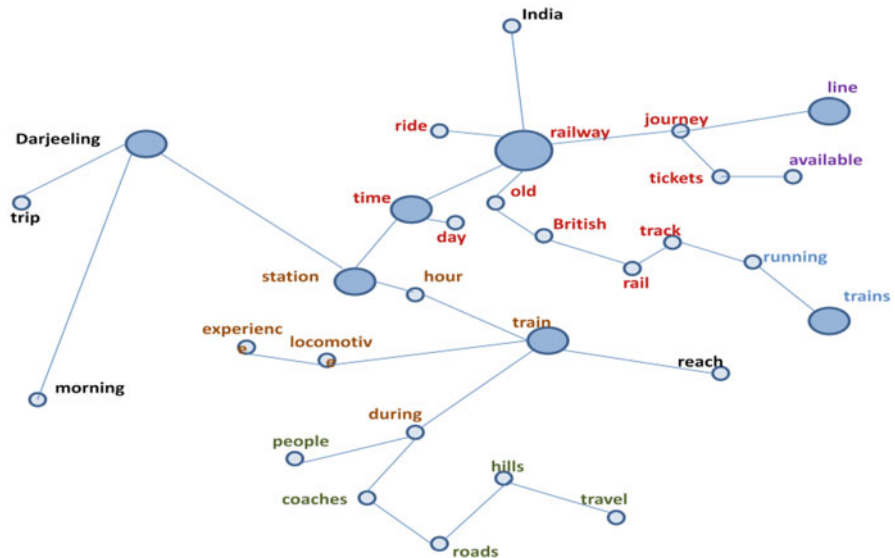 India
line
ride
railway
journey
Darjeeling
available
tickets
old
time
trip
British
day
track
running
station
hour
rail
trains
train
experienc
e
locomotiv
e
reach
morning
during
people
hills
coaches
travel
roads